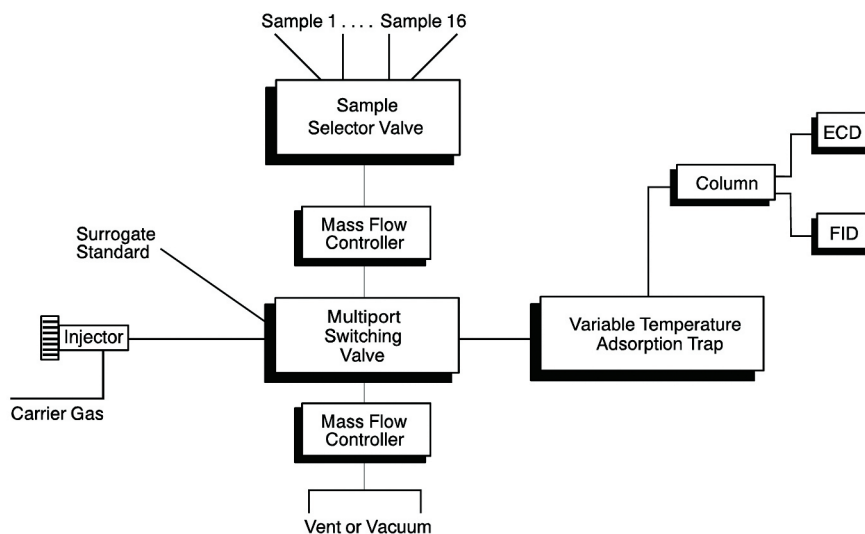 Sample 1 . . . . Sample 16
Sample
Selector Valve
ECD
Column
Mass Flow
Controller
FID
Surrogate
Standard
Multiport
Switching
Valve
Variable Temperature
Adsorption Trap
Injector
Carrier Gas
Mass Flow
Controller
Vent or Vacuum